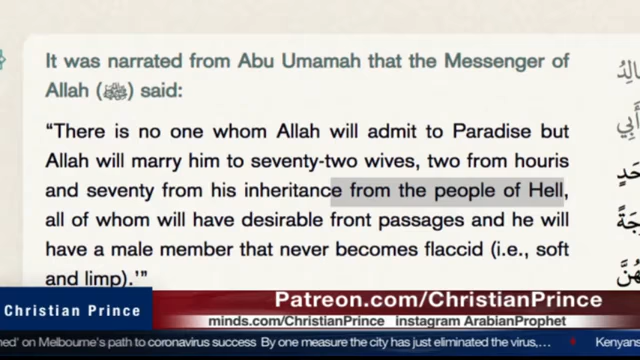 It was narrated from Abu Umamah that the Messenger of
Allah (ﷺ) said:
“There is no one whom Allah will admit to Paradise but
Allah will marry him to seventy-two wives, two from houris
and seventy from his inheritance from the people of Hell,
all of whom will have desirable front passages and he will
have a male member that never becomes flaccid (i.e., soft
and limp).’”
Christian Prince
Patreon.com/ChristianPrince
minds.com/ChristianPrince instagram ArabianProphet
on Melbourne's path to coronavirus success By one measure the city has just eliminated the virus,... Kenyans